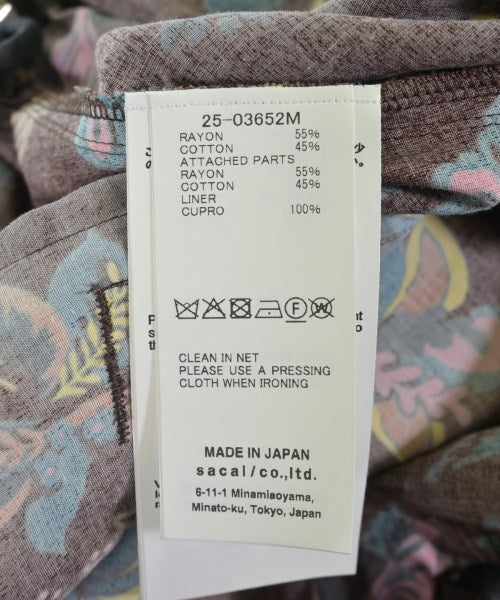 25-03652M
RAYON 55%
COTTON 45%
ATTACHED PARTS
RAYON 55%
COTTON 45%
LINER
CUPRO 100%
CLEAN IN NET
PLEASE USE A PRESSING
CLOTH WHEN IRONING
MADE IN JAPAN
sacai/co.,ltd.
6-11-1 Minamiaoyama,
Minato-ku, Tokyo, Japan